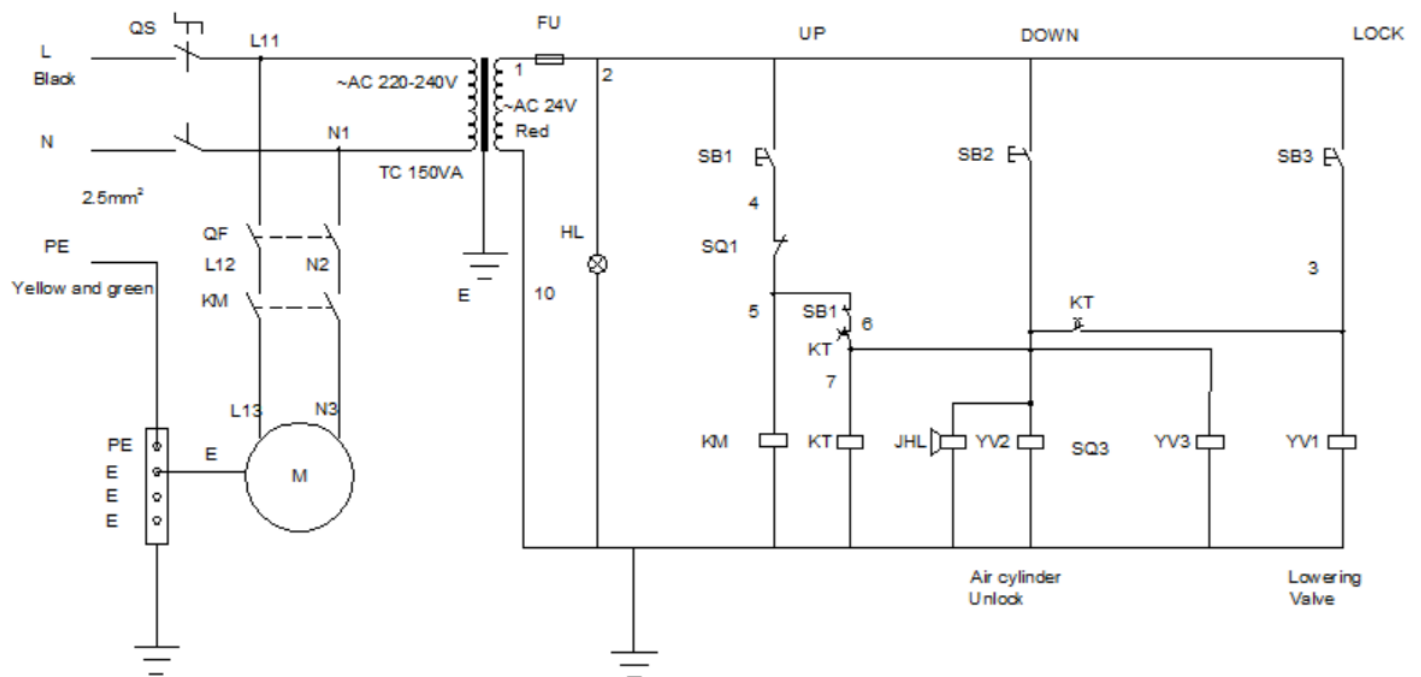 QS
L11
FU
UP
DOWN
LOCK
L
Black
~AC 220-240V
1
2
~AC 24V
Red
N
N1
TC 150VA
SB1
SB2
SB3
2.5mm²
4
PE
QF
HL
SQ1
L12
N2
3
Yellow and green
KM
E
10
5
SB1
6
KT
KT
7
L13
N3
PE
E
E
E
M
KM
KT
JHL
YV2
SQ3
YV3
YV1
Air cylinder
Unlock
Lowering
Valve